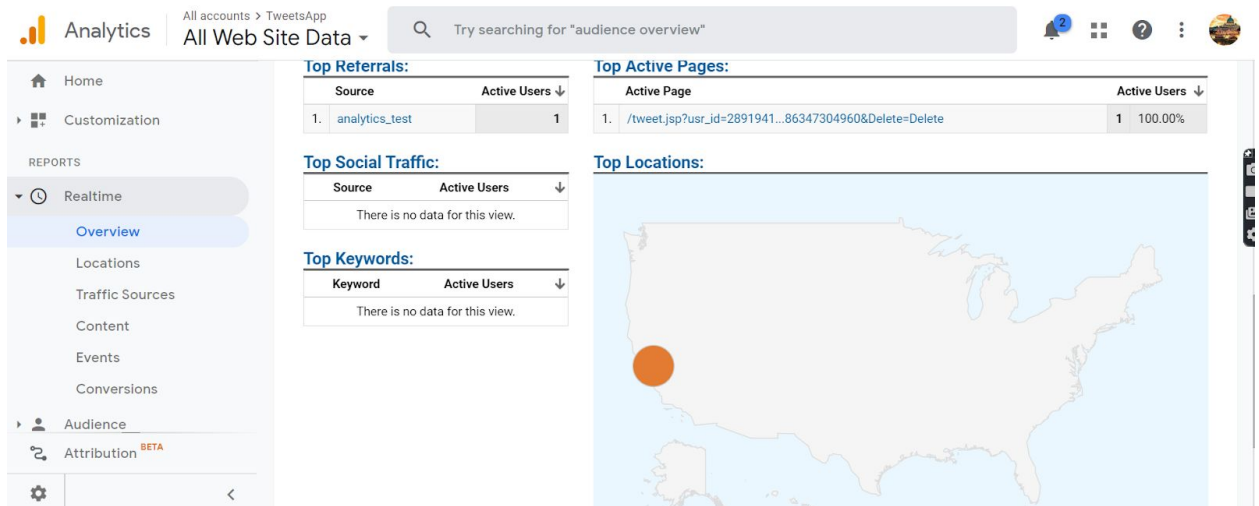 Analytics
All accounts > TweetsApp
All Web Site Data
Try searching for "audience overview"
2
Home
Customization
REPORTS
Realtime
Overview
Locations
Traffic Sources
Content
Events
Conversions
Audience
Attribution BETA
Top Referrals:
Source Active Users
1. analytics_test 1
Top Social Traffic:
Source Active Users
There is no data for this view.
Top Keywords:
Keyword Active Users
There is no data for this view.
Top Active Pages:
Active Page Active Users
1. /tweet.jsp?usr_id=2891941...86347304960&Delete=Delete 1 100.00%
Top Locations: